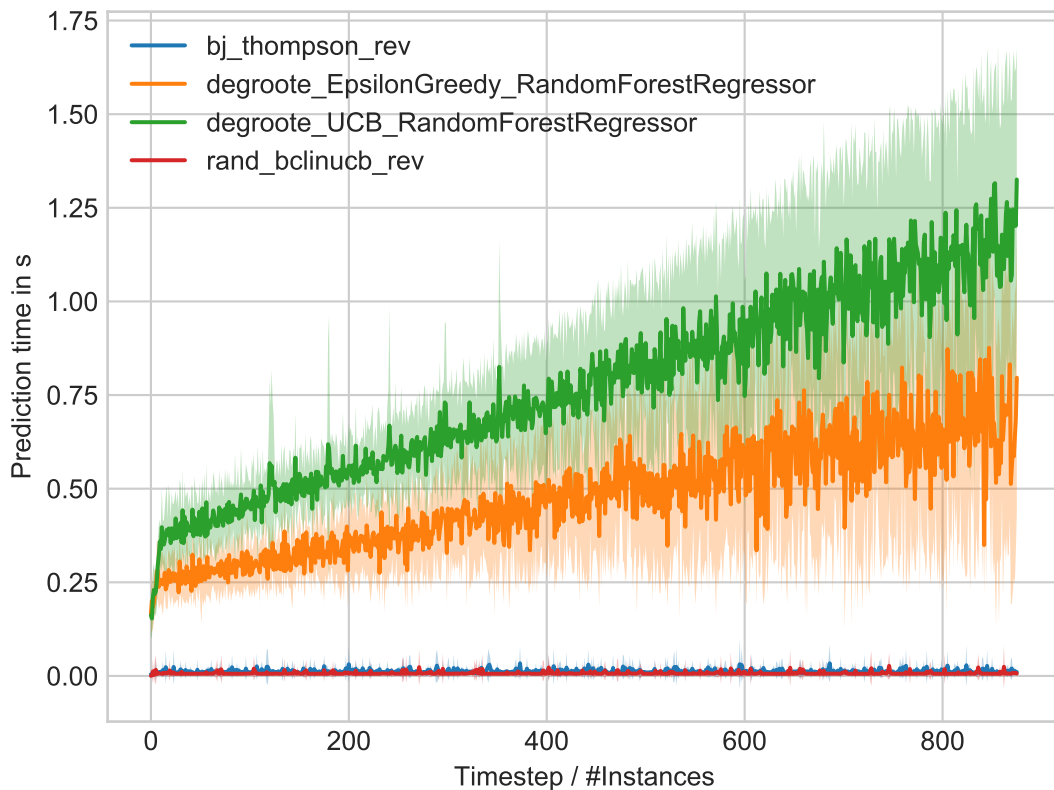 1.75
1.50
1.25
1.00
0.75
0.50
0.25
0.00
Prediction time in s
bj_thompson_rev
degroote_EpsilonGreedy_RandomForestRegressor
degroote_UCB_RandomForestRegressor
rand_bclinucb_rev
0 200 400 600 800
Timestep / #Instances